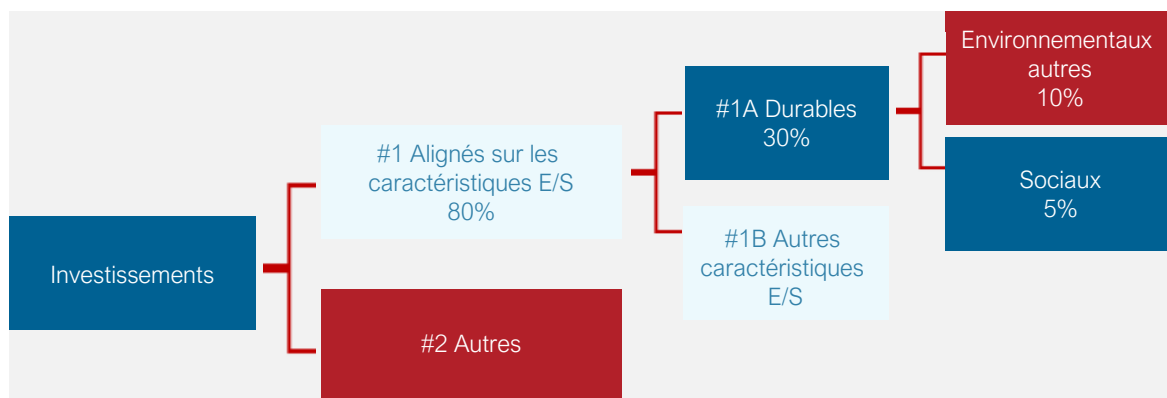 Investissements
#1 Alignés sur les
caractéristiques E/S
80%
#2 Autres
#1A Durables
30%
#1B Autres
caractéristiques
E/S
Environnementaux
autres
10%
Sociaux
5%